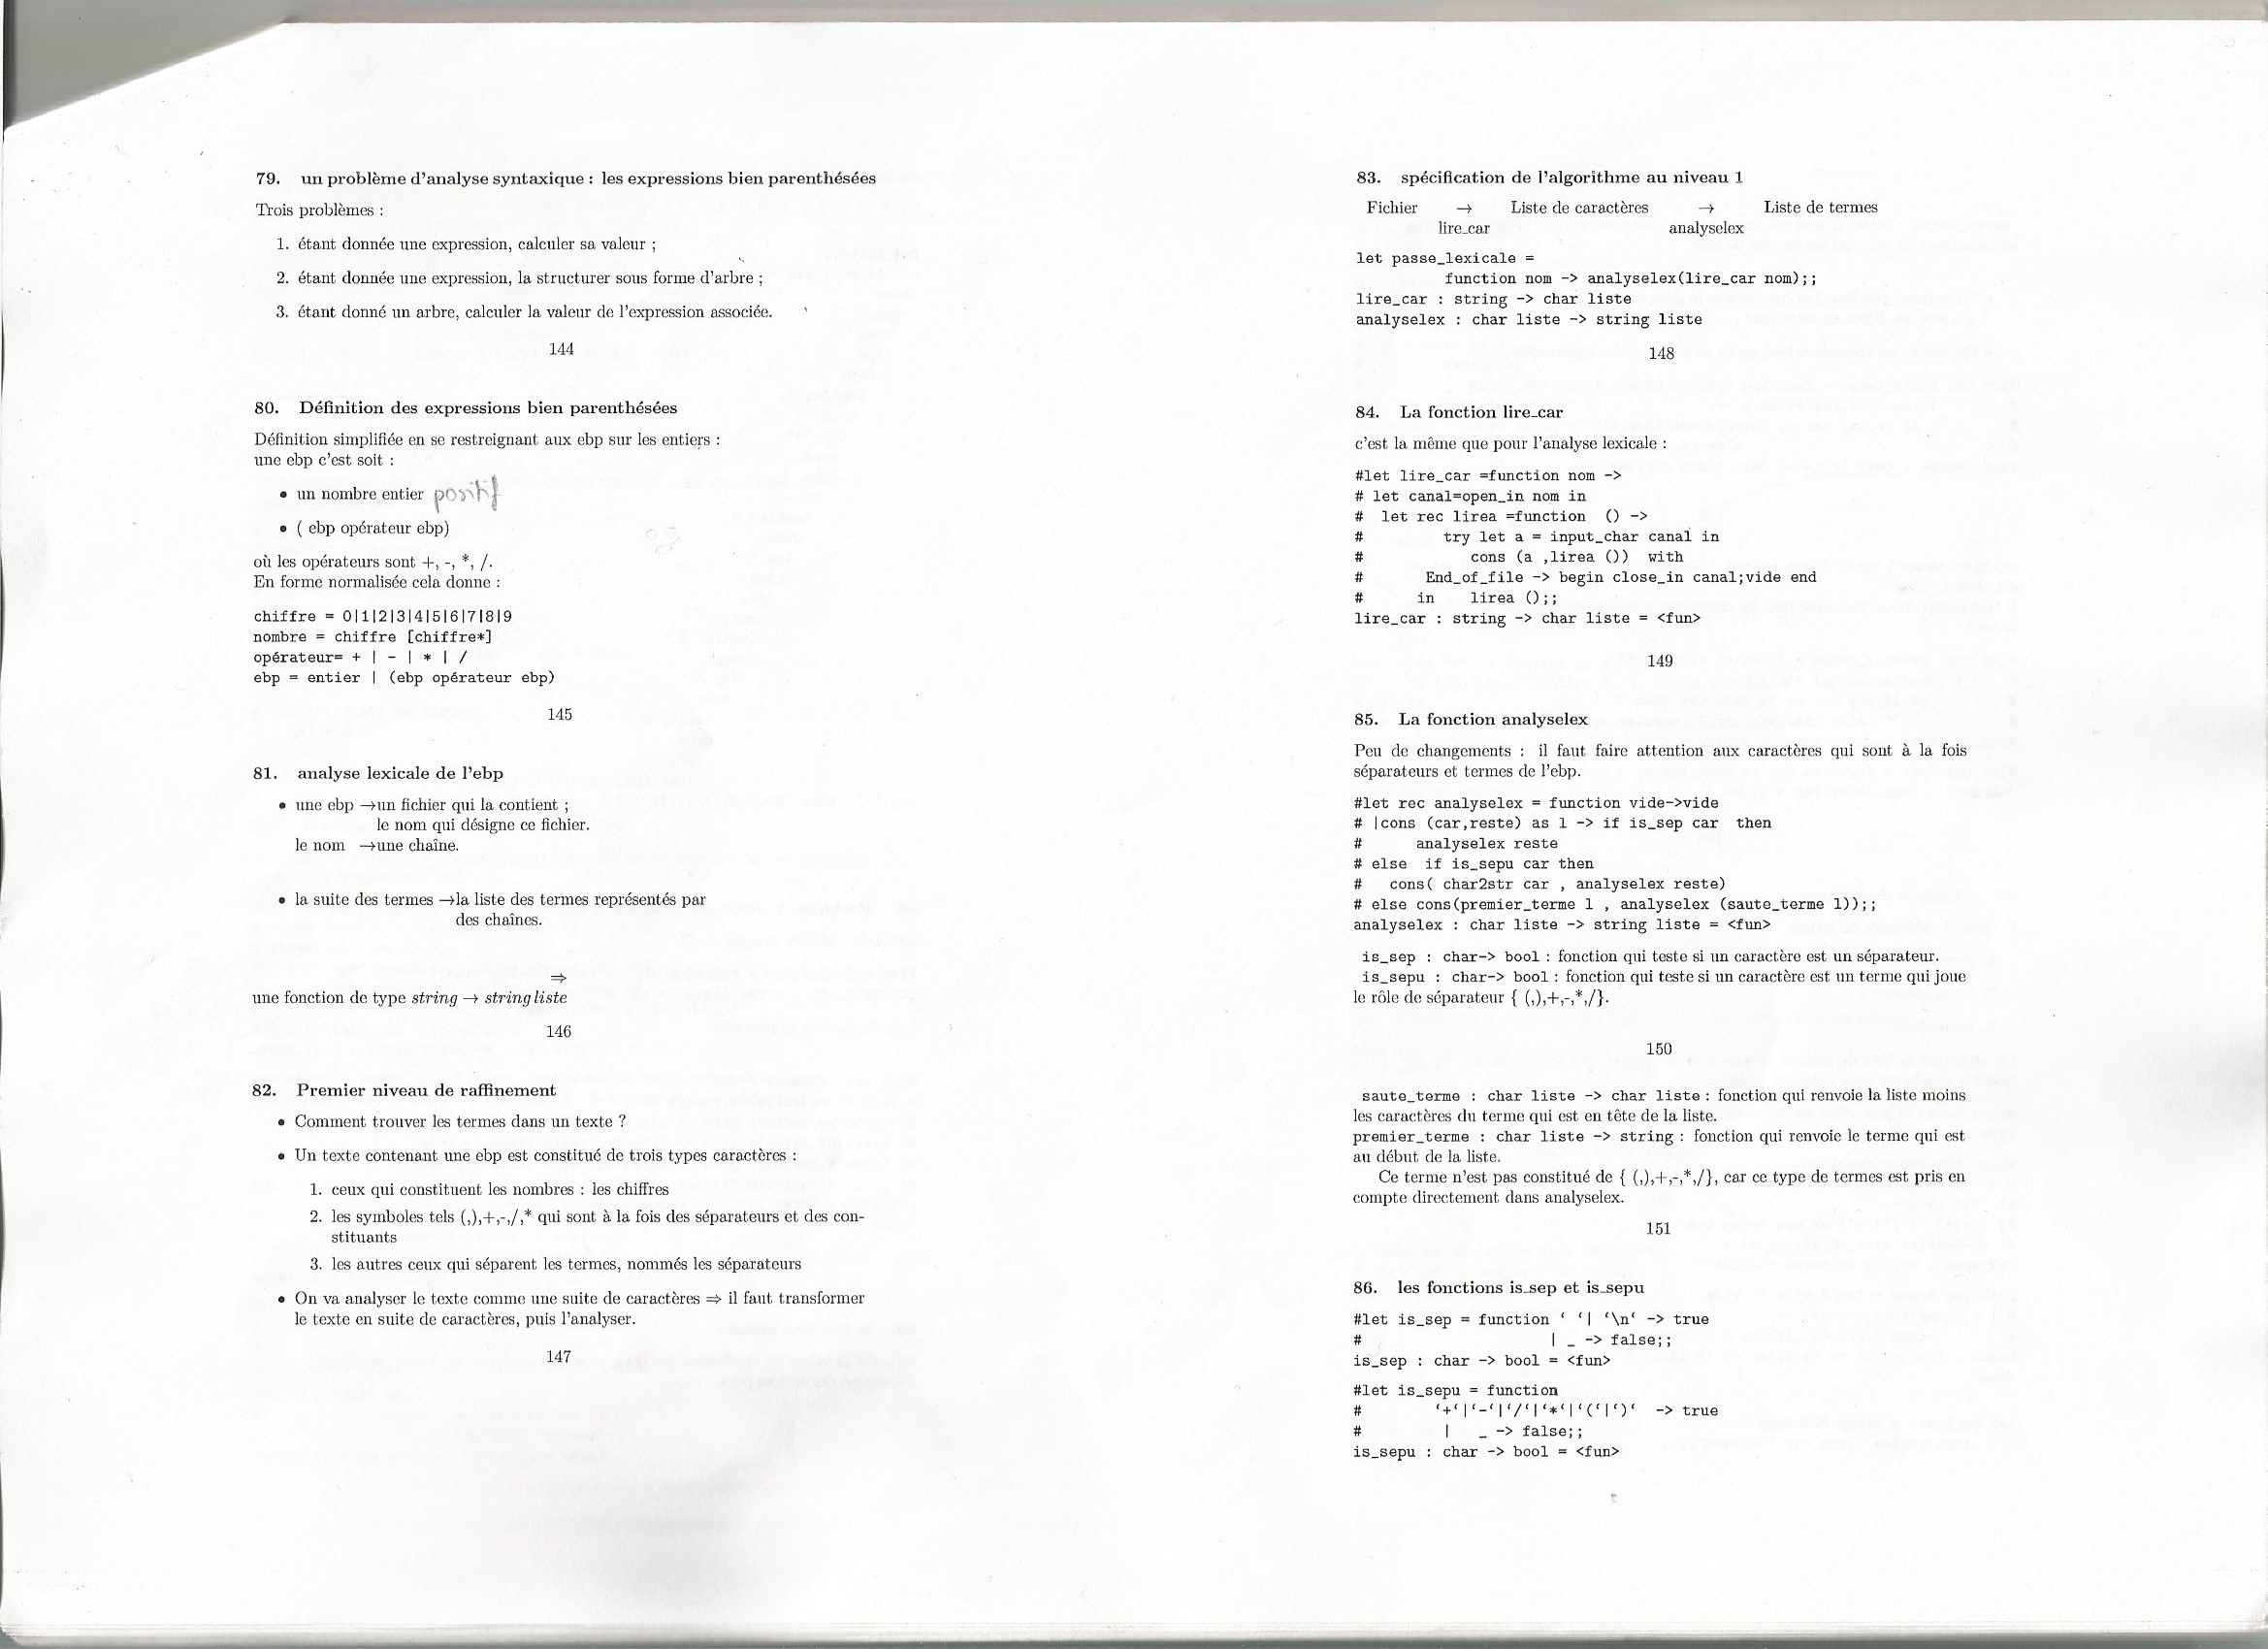 79. un problème d'analyse syntaxique : les expressions bien parenthésées
Trois problèmes :
1. étant donnée une expression, calculer sa valeur ;
2. étant donnée une expression, la structurer sous forme d'arbre ;
3. étant donné un arbre, calculer la valeur de l'expression associée.
144
80. Définition des expressions bien parenthésées
Définition simplifiée en se restreignant aux ebp sur les entiers :
une ebp c'est soit :
• un nombre entier positif
• ( ebp opérateur ebp)
où les opérateurs sont +, -, *, /.
En forme normalisée cela donne :
chiffre = 0|1|2|3|4|5|6|7|8|9
nombre = chiffre [chiffre*]
opérateur= + | - | * | /
ebp = entier | (ebp opérateur ebp)
145
81. analyse lexicale de l'ebp
• une ebp →un fichier qui la contient ;
le nom qui désigne ce fichier.
le nom →une chaîne.
• la suite des termes →la liste des termes représentés par
des chaînes.
⇒
une fonction de type string → string liste
146
82. Premier niveau de raffinement
• Comment trouver les termes dans un texte ?
• Un texte contenant une ebp est constitué de trois types caractères :
1. ceux qui constituent les nombres : les chiffres
2. les symboles tels (,),+,-,/,* qui sont à la fois des séparateurs et des con-
stituants
3. les autres ceux qui séparent les termes, nommés les séparateurs
• On va analyser le texte comme une suite de caractères ⇒ il faut transformer
le texte en suite de caractères, puis l'analyser.
147
83. spécification de l'algorithme au niveau 1
Fichier → Liste de caractères → Liste de termes
lire_car analyselex
let passe_lexicale =
function nom -> analyselex(lire_car nom);;
lire_car : string -> char liste
analyselex : char liste -> string liste
148
84. La fonction lire_car
c'est la même que pour l'analyse lexicale :
#let lire_car =function nom ->
# let canal=open_in nom in
# let rec lirea =function () ->
# try let a = input_char canal in
# cons (a ,lirea ()) with
# End_of_file -> begin close_in canal;vide end
# in lirea ();;
lire_car : string -> char liste = <fun>
149
85. La fonction analyselex
Peu de changements : il faut faire attention aux caractères qui sont à la fois
séparateurs et termes de l'ebp.
#let rec analyselex = function vide->vide
# |cons (car,reste) as l -> if is_sep car then
# analyselex reste
# else if is_sepu car then
# cons( char2str car , analyselex reste)
# else cons(premier_terme l , analyselex (saute_terme l));;
analyselex : char liste -> string liste = <fun>
is_sep : char-> bool : fonction qui teste si un caractère est un séparateur.
is_sepu : char-> bool : fonction qui teste si un caractère est un terme qui joue
le rôle de séparateur { (,),+,-,*,/}.
150
saute_terme : char liste -> char liste : fonction qui renvoie la liste moins
les caractères du terme qui est en tête de la liste.
premier_terme : char liste -> string : fonction qui renvoie le terme qui est
au début de la liste.
Ce terme n'est pas constitué de { (,),+,-,*,/}, car ce type de termes est pris en
compte directement dans analyselex.
151
86. les fonctions is_sep et is_sepu
#let is_sep = function ‘ ‘| ‘\n‘ -> true
# | _ -> false;;
is_sep : char -> bool = <fun>
#let is_sepu = function
# ‘+‘|‘-‘|‘/‘|‘*‘|‘(‘|‘)‘ -> true
# | _ -> false;;
is_sepu : char -> bool = <fun>